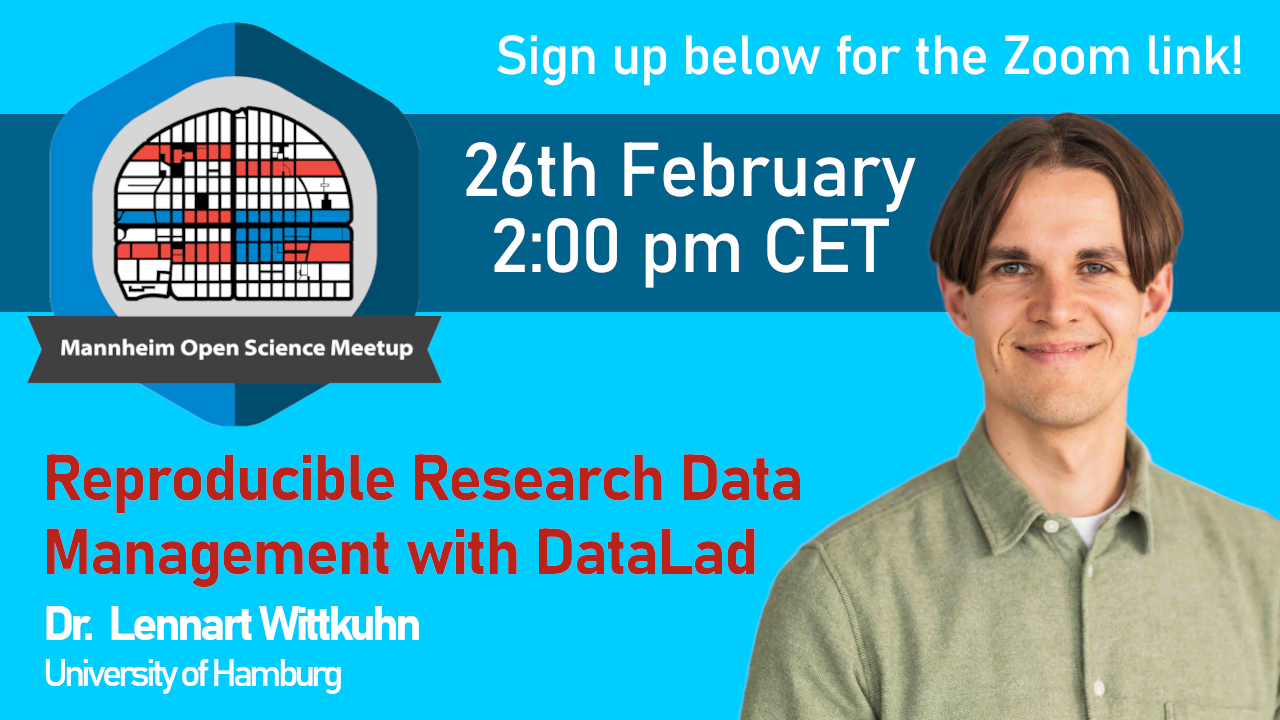 Sign up below for the Zoom link!
26th February
2:00 pm CET
Mannheim Open Science Meetup
Reproducible Research Data
Management with DataLad
Dr. Lennart Wittkuhn
University of Hamburg